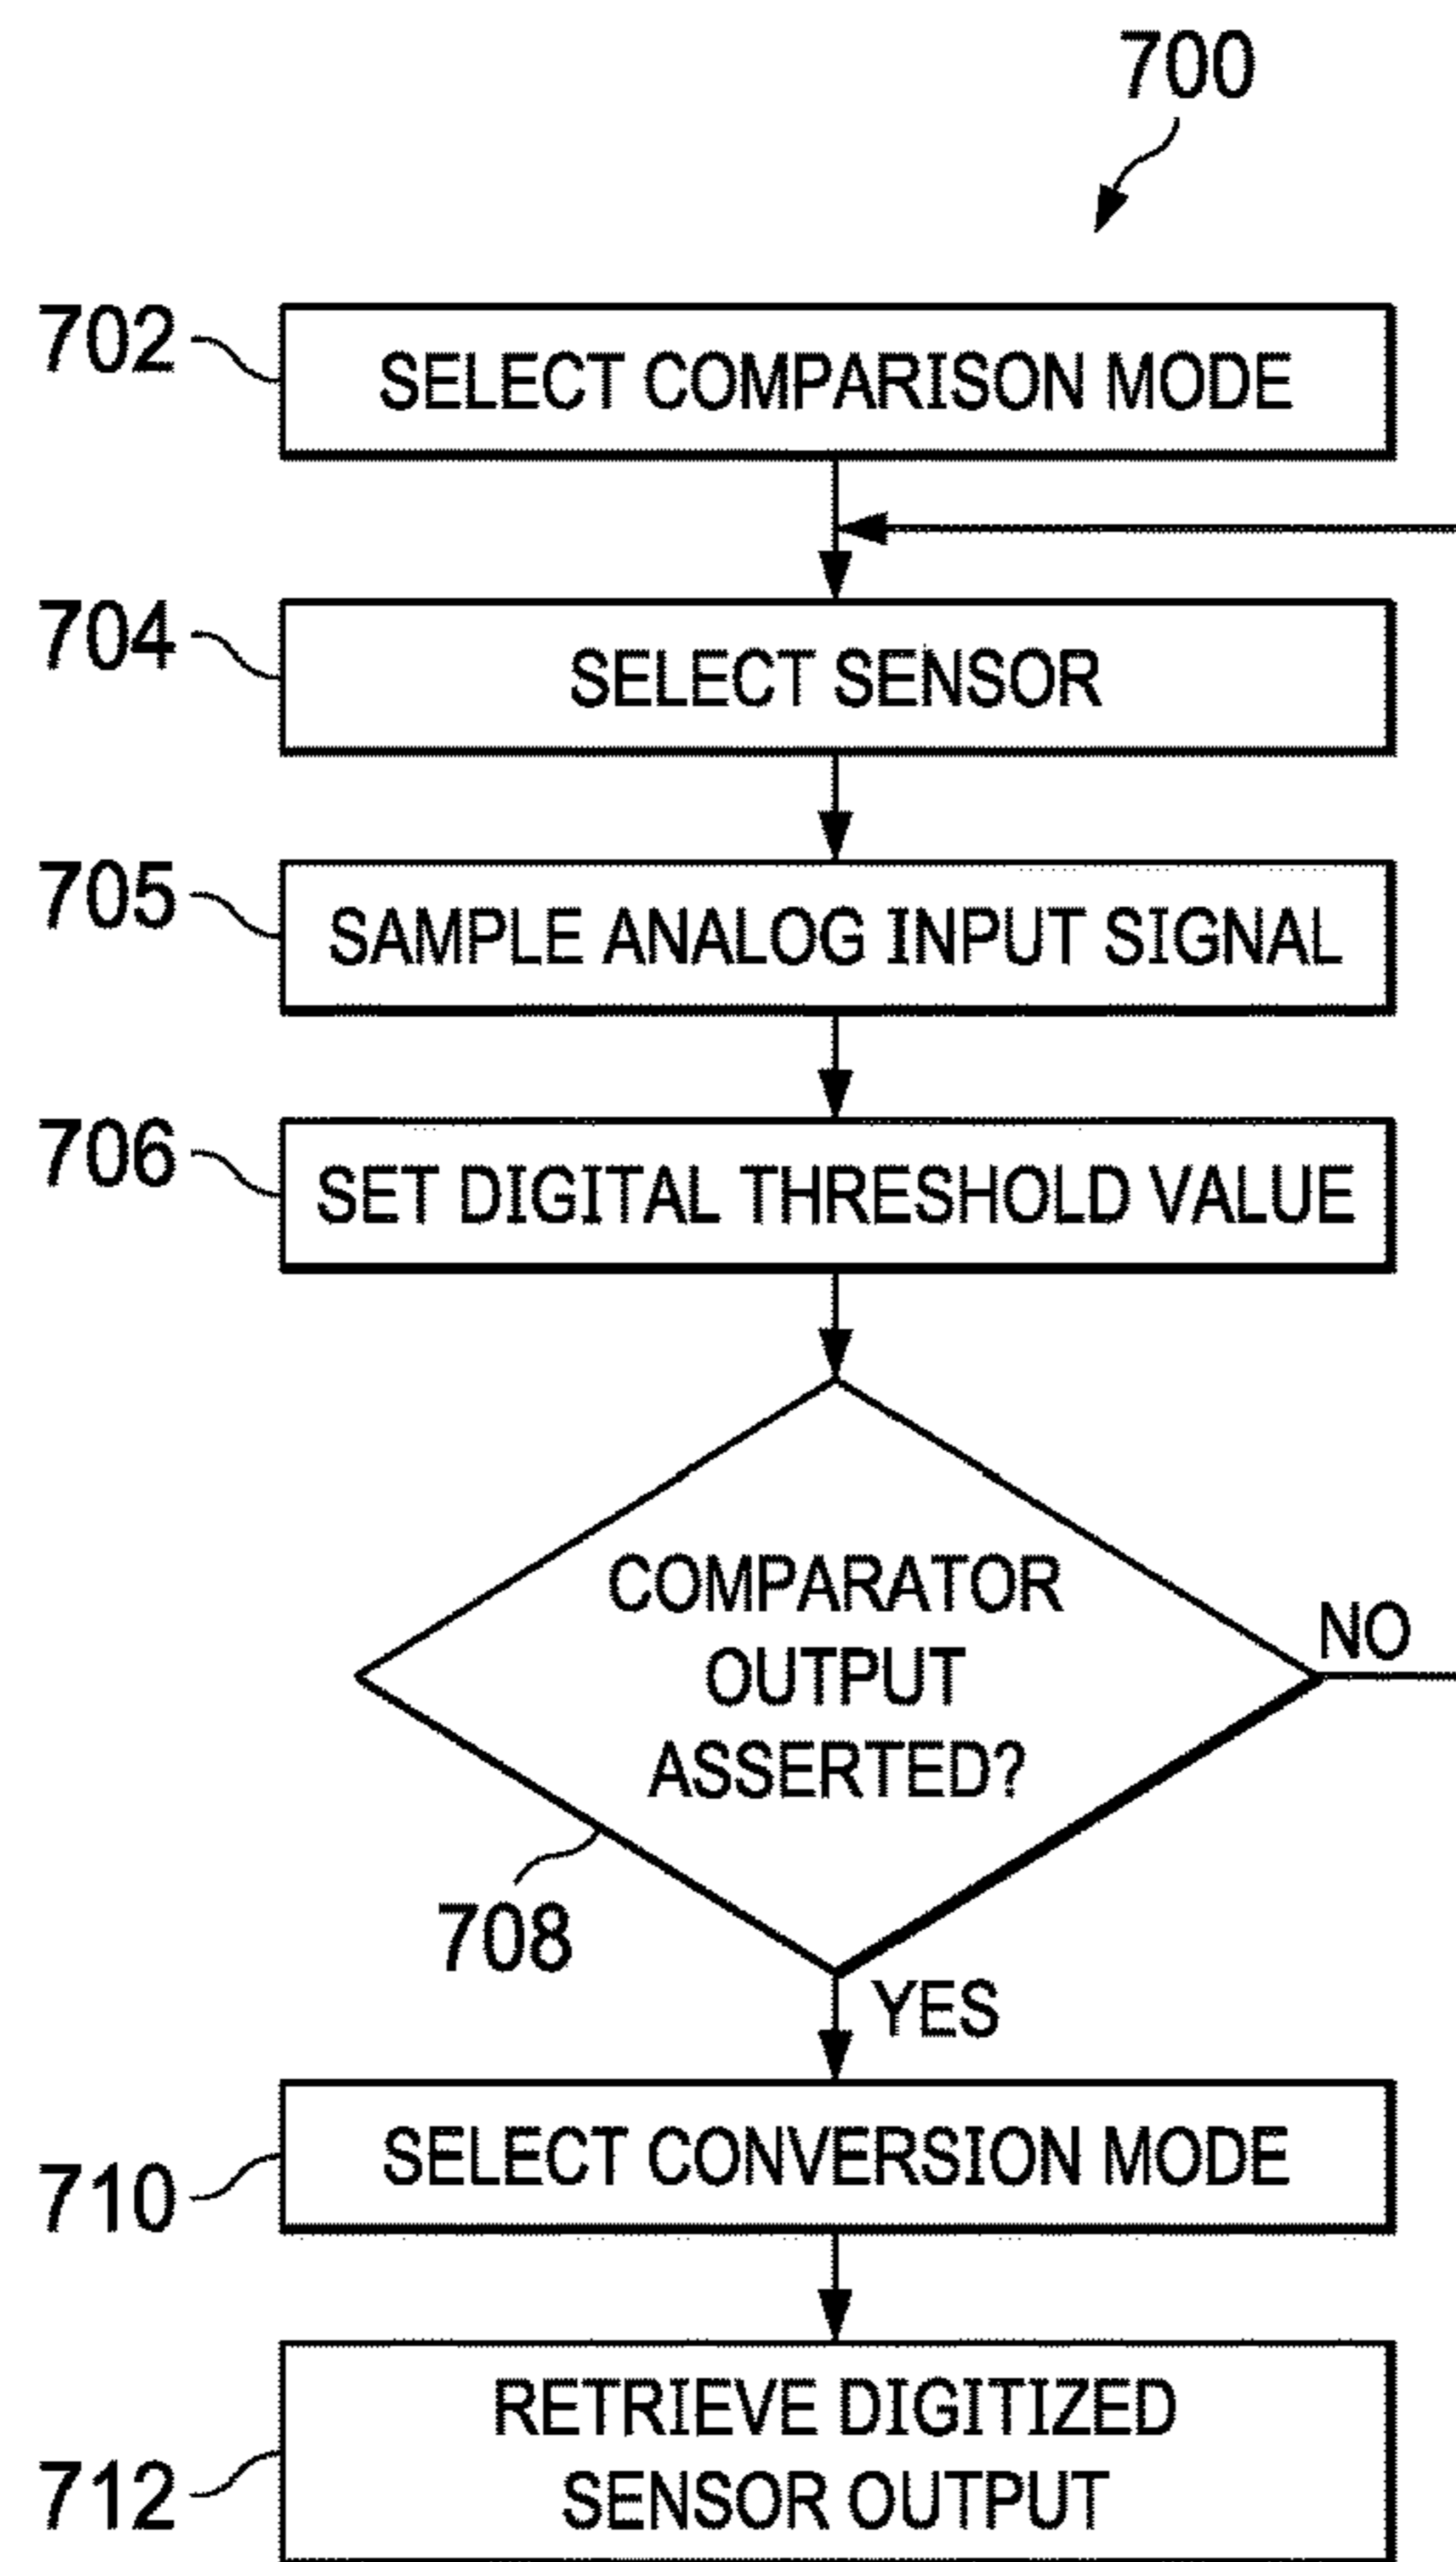 700
702
SELECT COMPARISON MODE
704
SELECT SENSOR
705
SAMPLE ANALOG INPUT SIGNAL
706
SET DIGITAL THRESHOLD VALUE
COMPARATOR
OUTPUT
ASSERTED?
NO
708
YES
710
SELECT CONVERSION MODE
712
RETRIEVE DIGITIZED
SENSOR OUTPUT